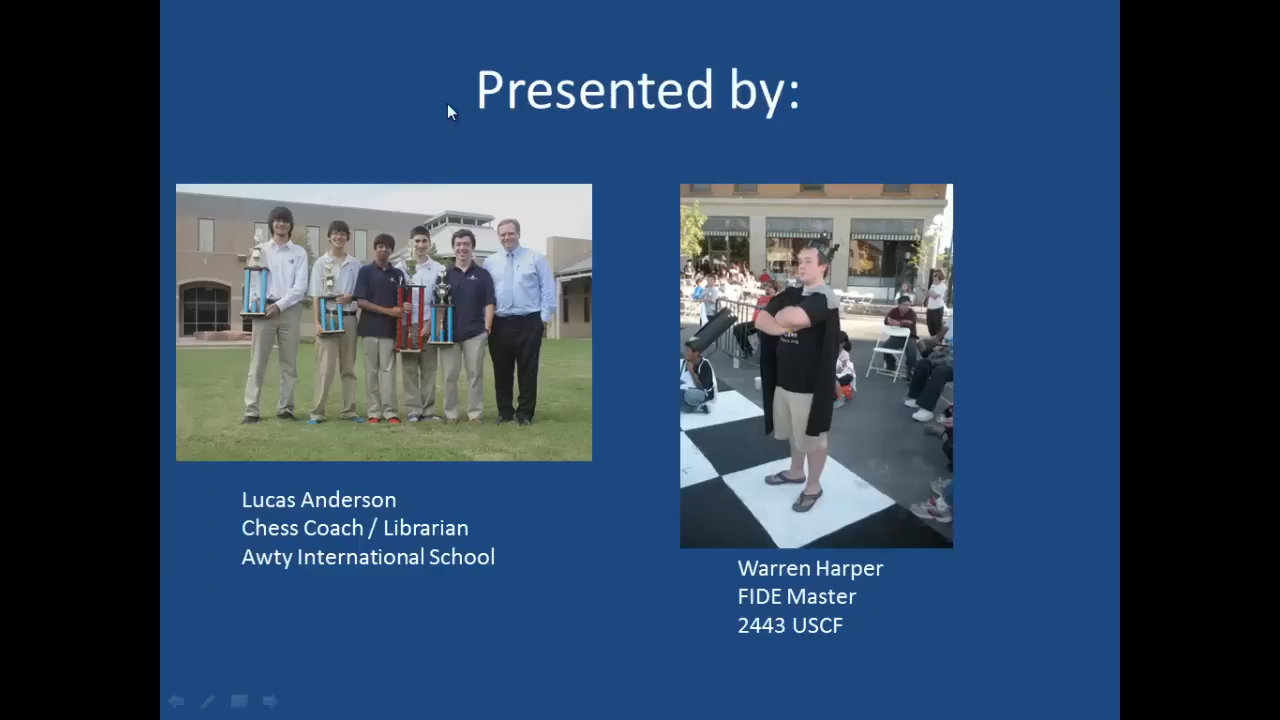 Presented by:
Lucas Anderson
Chess Coach / Librarian
Awty International School
Warren Harper
FIDE Master
2443 USCF